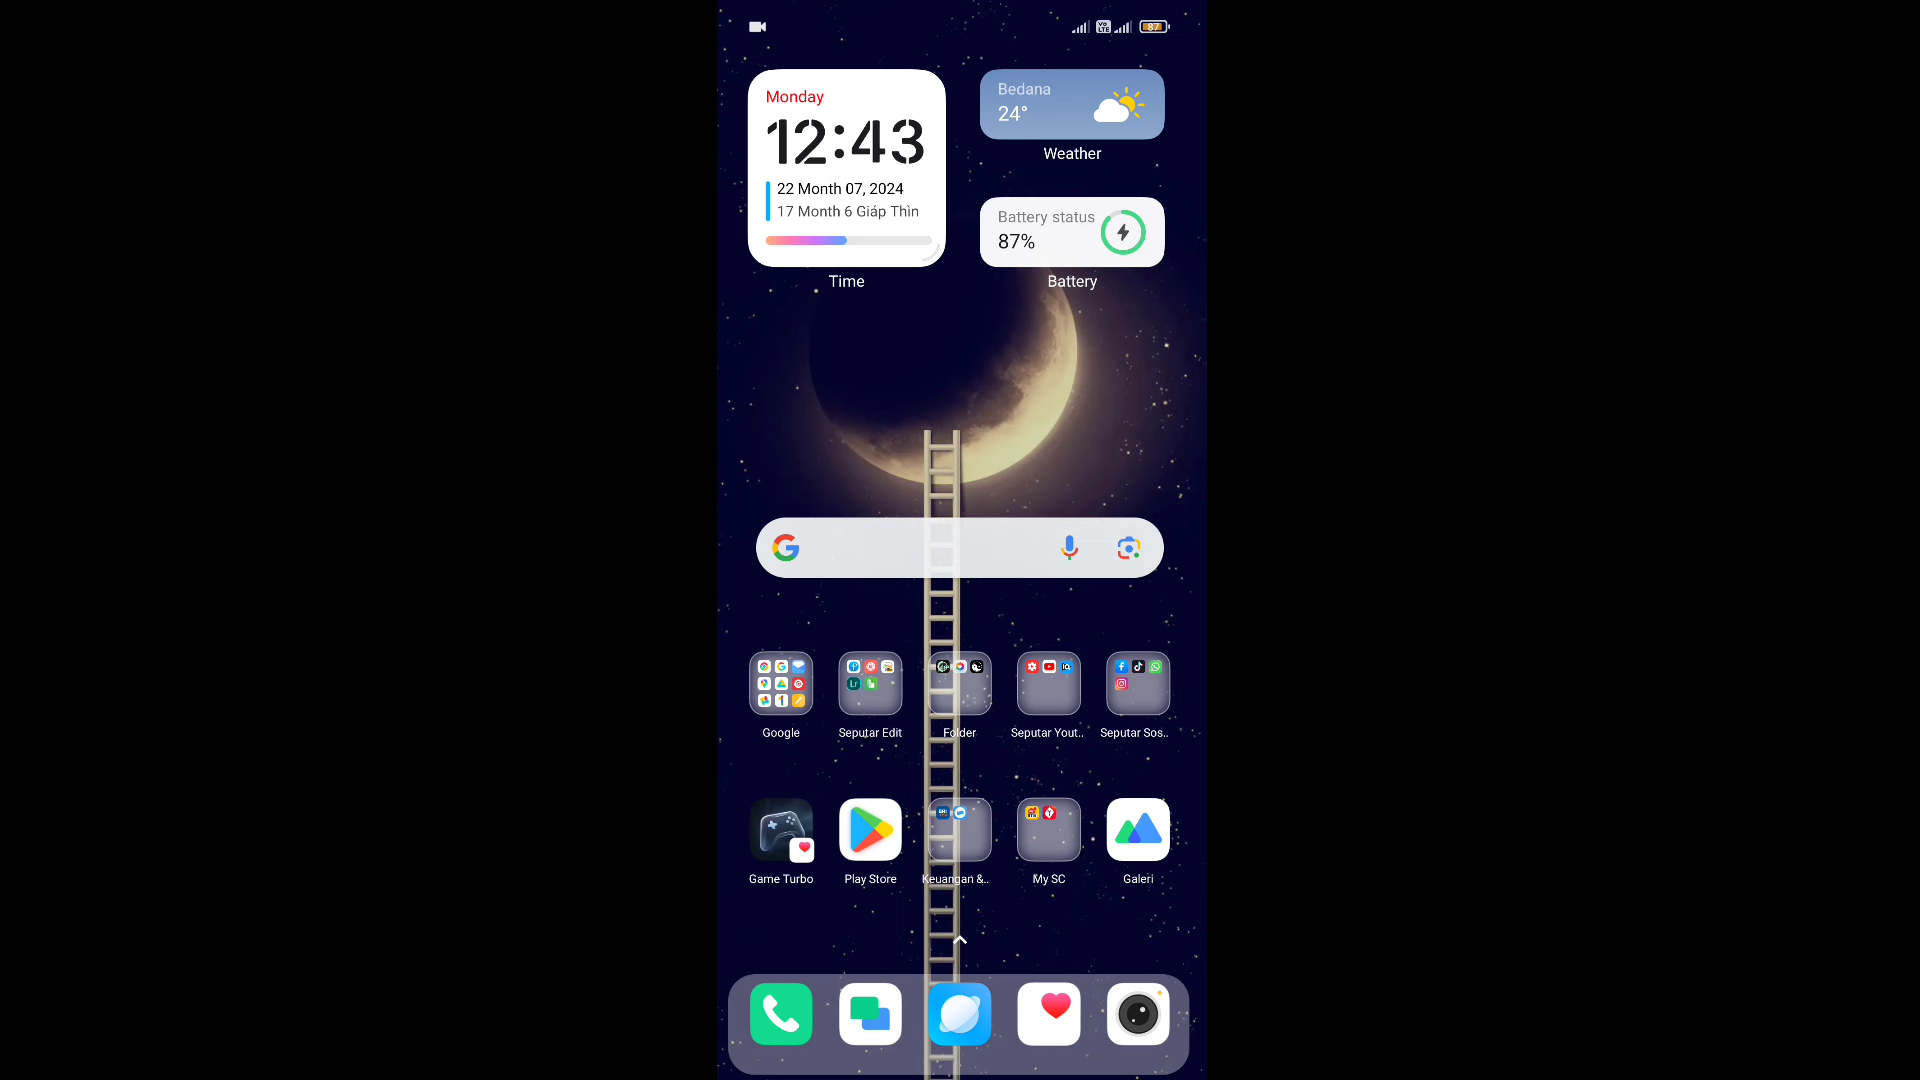 87
Monday
12:43
22 Month 07, 2024
17 Month 6 Giáp Thìn
Time
Bedana
24°
Weather
Battery status
87%
Battery
Google
Seputar Edit
Folder
Seputar Yout..
Seputar Sos..
Game Turbo
Play Store
Keuangan &..
My SC
Galeri